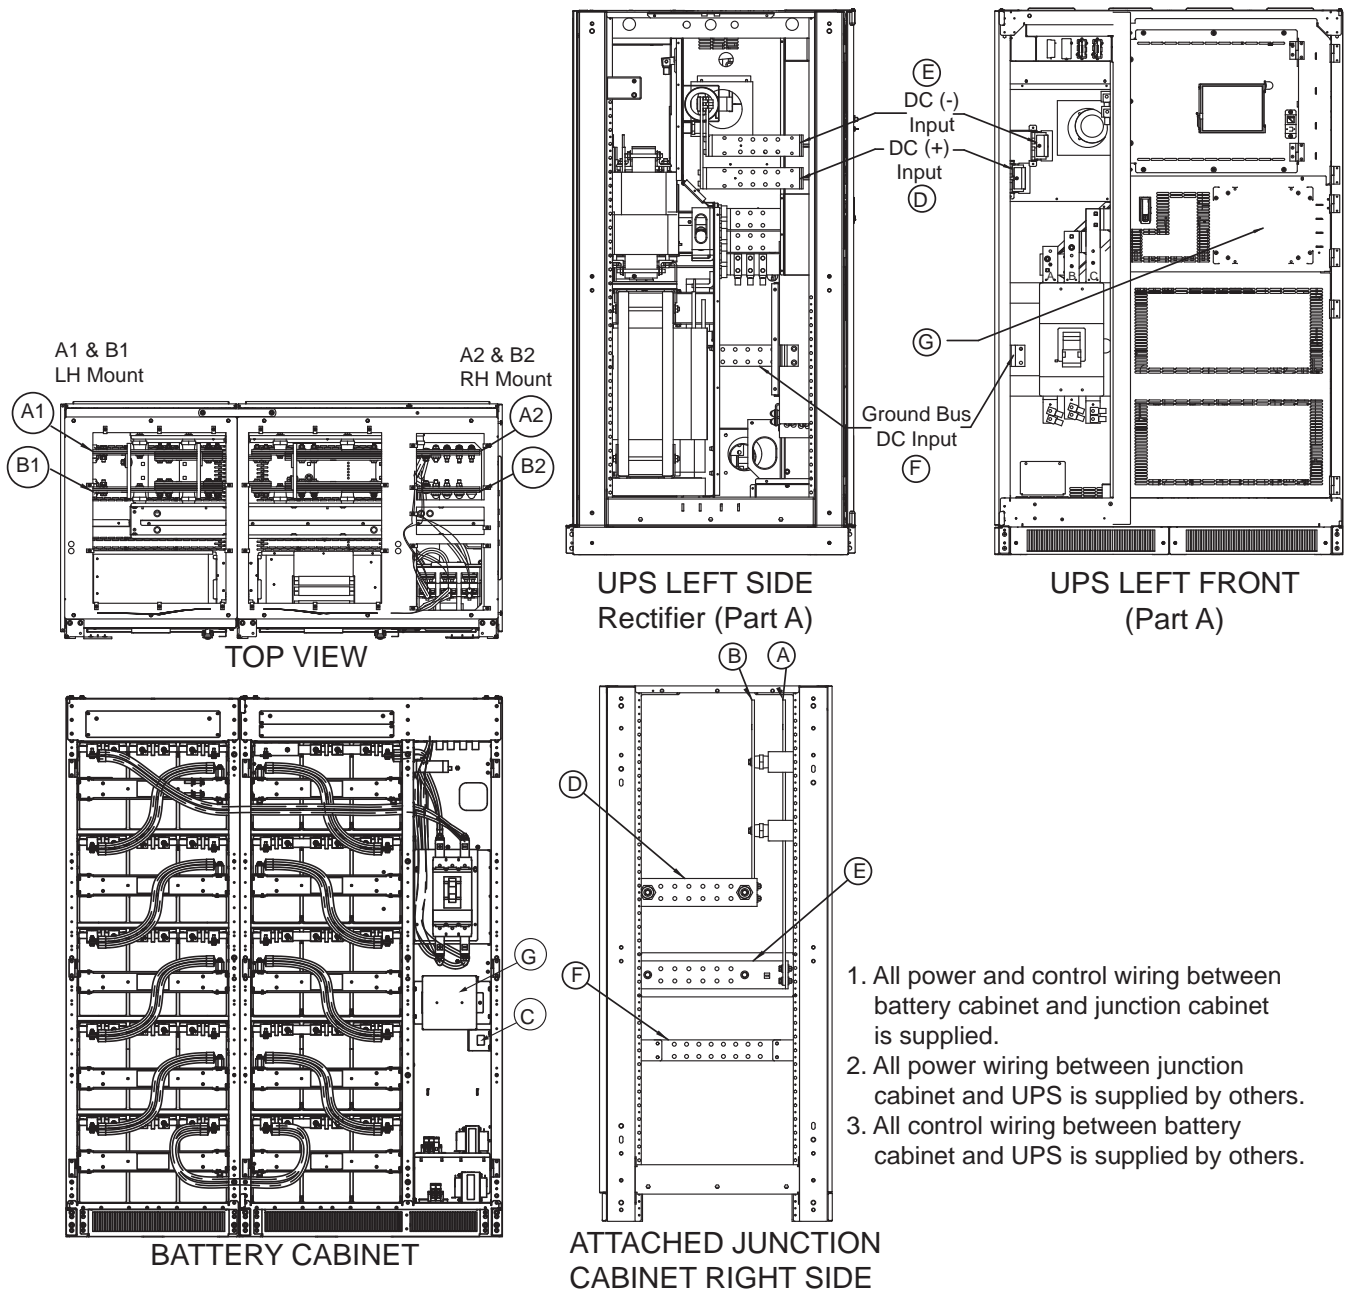 E
DC (-)
Input
DC (+)
Input
D
G
Ground Bus
DC Input
F
A B C
UPS LEFT SIDE
Rectifier (Part A)
UPS LEFT FRONT
(Part A)
A1 & B1
LH Mount
A2 & B2
RH Mount
A1
A2
B1
B2
TOP VIEW
G
C
BATTERY CABINET
B
A
D
E
F
ATTACHED JUNCTION
CABINET RIGHT SIDE
1. All power and control wiring between
battery cabinet and junction cabinet
is supplied.
2. All power wiring between junction
cabinet and UPS is supplied by others.
3. All control wiring between battery
cabinet and UPS is supplied by others.